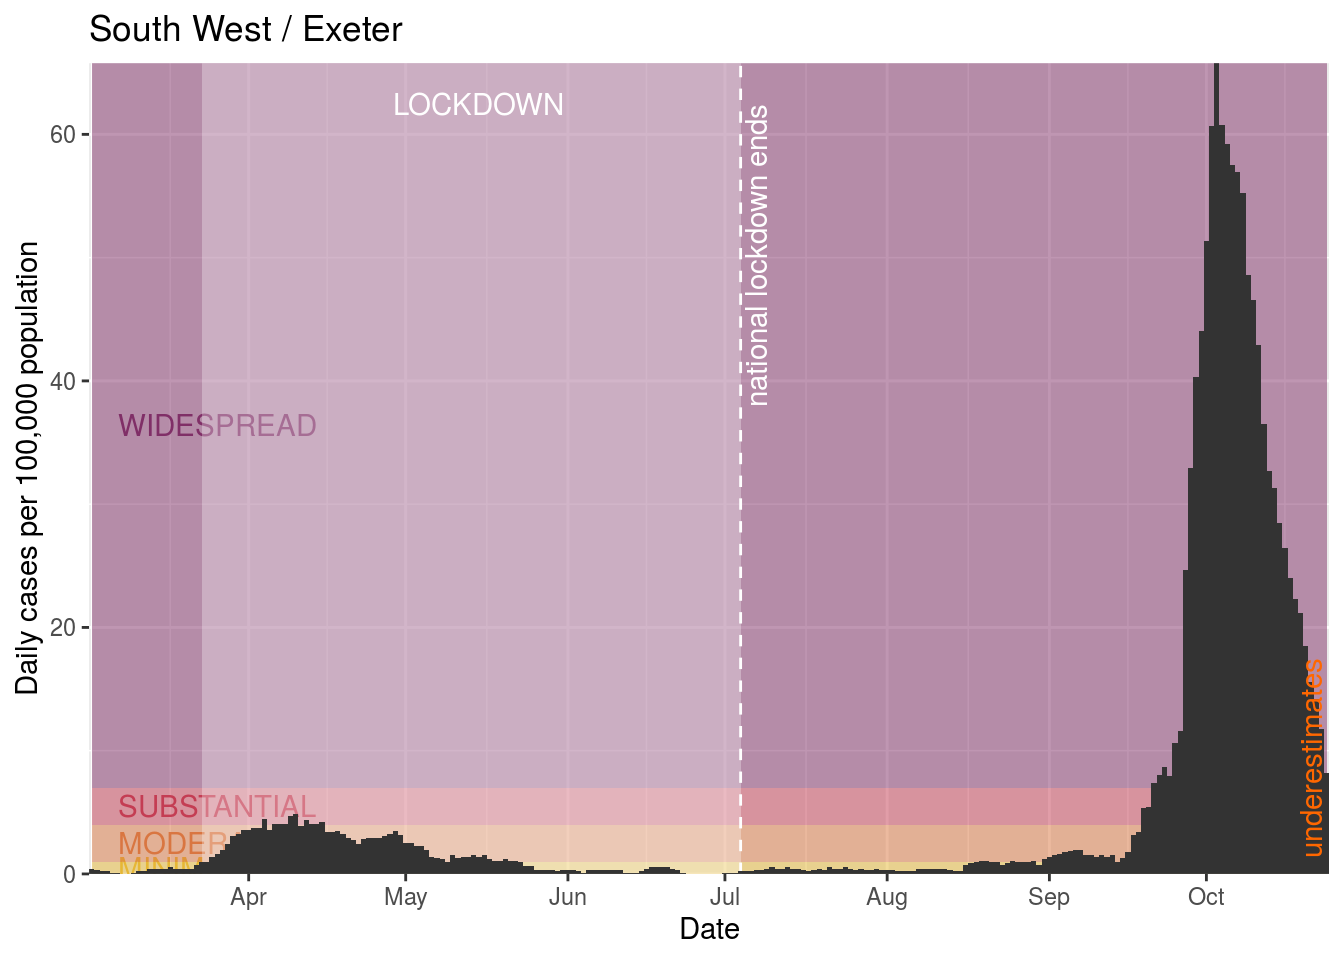 South West / Exeter
LOCKDOWN
national lockdown ends
WIDESPREAD
SUBSTANTIAL
underestimates
Daily cases per 100,000 population
60
40
20
0
Apr
May
Jun
Jul
Aug
Sep
Oct
Date